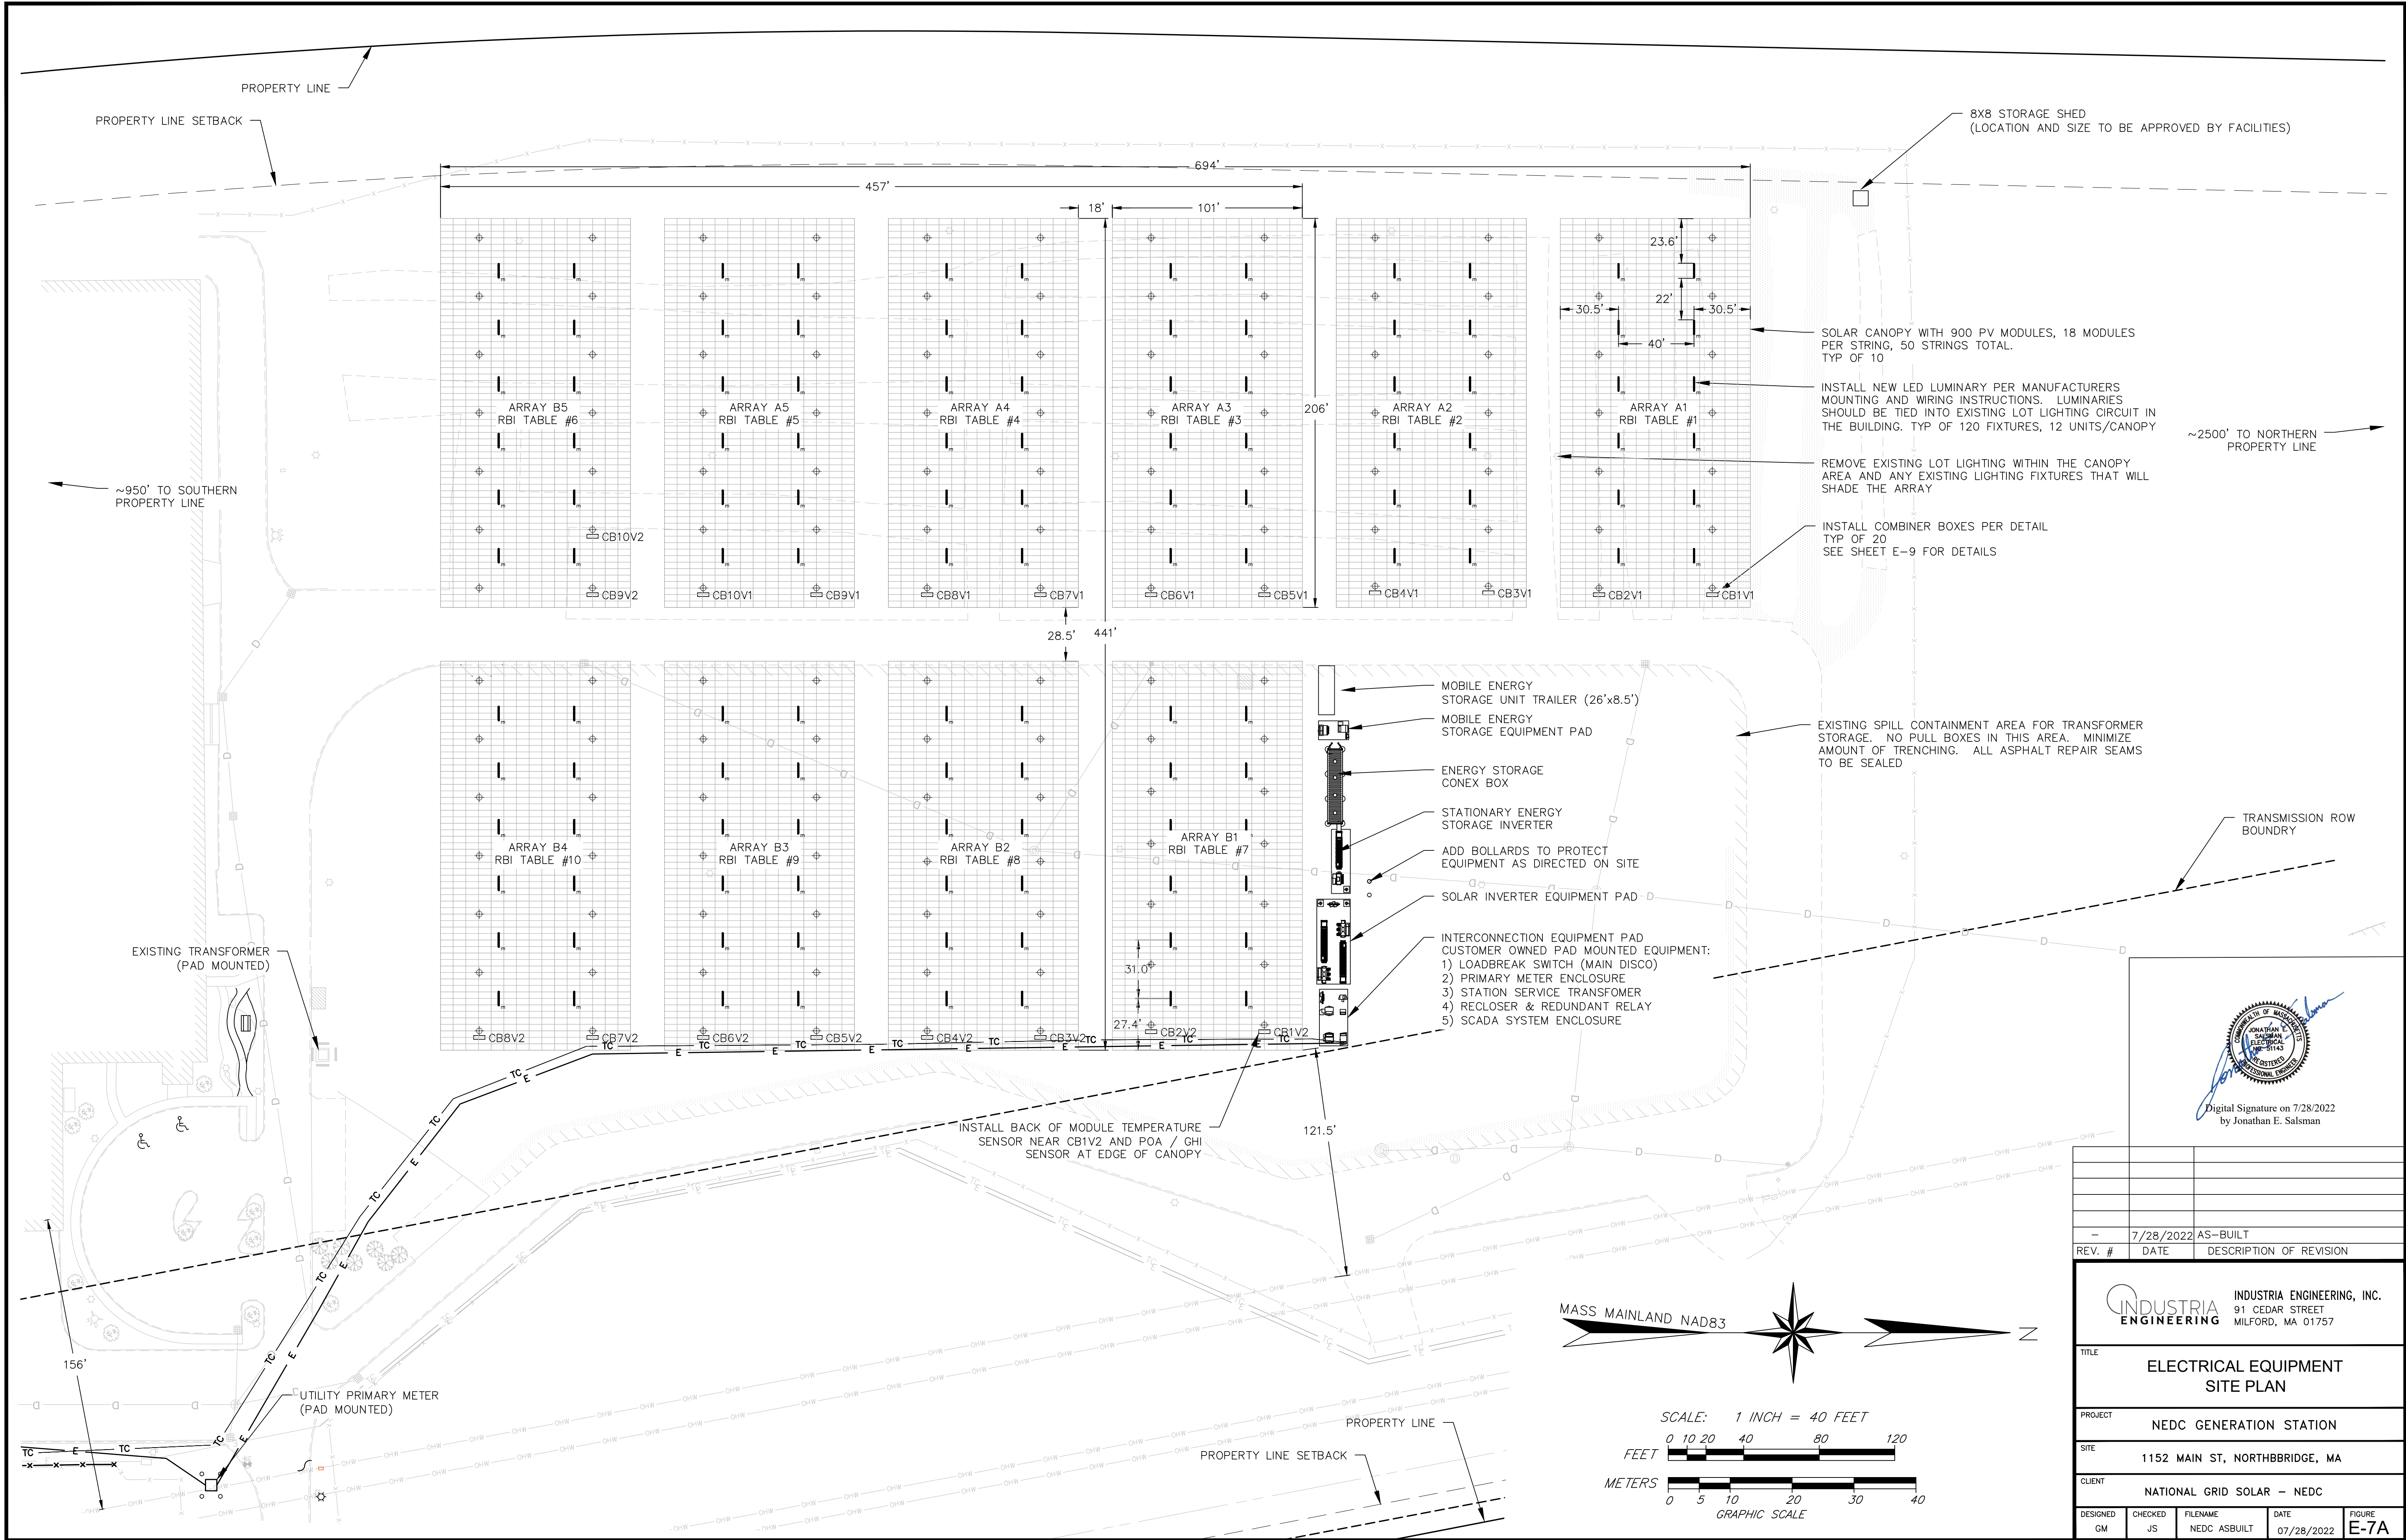 PROPERTY LINE
PROPERTY LINE SETBACK
8X8 STORAGE SHED
(LOCATION AND SIZE TO BE APPROVED BY FACILITIES)
694'
457'
18'
101'
23.6'
22'
30.5'
30.5'
40'
206'
ARRAY B5
RBI TABLE #6
ARRAY A5
RBI TABLE #5
ARRAY A4
RBI TABLE #4
ARRAY A3
RBI TABLE #3
ARRAY A2
RBI TABLE #2
ARRAY A1
RBI TABLE #1
SOLAR CANOPY WITH 900 PV MODULES, 18 MODULES
PER STRING, 50 STRINGS TOTAL.
TYP OF 10
INSTALL NEW LED LUMINARY PER MANUFACTURERS
MOUNTING AND WIRING INSTRUCTIONS. LUMINARIES
SHOULD BE TIED INTO EXISTING LOT LIGHTING CIRCUIT IN
THE BUILDING. TYP OF 120 FIXTURES, 12 UNITS/CANOPY
~2500' TO NORTHERN
PROPERTY LINE
REMOVE EXISTING LOT LIGHTING WITHIN THE CANOPY
AREA AND ANY EXISTING LIGHTING FIXTURES THAT WILL
SHADE THE ARRAY
~950' TO SOUTHERN
PROPERTY LINE
INSTALL COMBINER BOXES PER DETAIL
TYP OF 20
SEE SHEET E-9 FOR DETAILS
CB10V2
CB9V2
CB10V1
CB9V1
CB8V1
CB7V1
CB6V1
CB5V1
CB4V1
CB3V1
CB2V1
CB1V1
28.5'
441'
MOBILE ENERGY
STORAGE UNIT TRAILER (26'x8.5')
MOBILE ENERGY
STORAGE EQUIPMENT PAD
ENERGY STORAGE
CONEX BOX
STATIONARY ENERGY
STORAGE INVERTER
ADD BOLLARDS TO PROTECT
EQUIPMENT AS DIRECTED ON SITE
SOLAR INVERTER EQUIPMENT PAD
INTERCONNECTION EQUIPMENT PAD
CUSTOMER OWNED PAD MOUNTED EQUIPMENT:
1) LOADBREAK SWITCH (MAIN DISCO)
2) PRIMARY METER ENCLOSURE
3) STATION SERVICE TRANSFOMER
4) RECLOSER & REDUNDANT RELAY
5) SCADA SYSTEM ENCLOSURE
EXISTING SPILL CONTAINMENT AREA FOR TRANSFORMER
STORAGE. NO PULL BOXES IN THIS AREA. MINIMIZE
AMOUNT OF TRENCHING. ALL ASPHALT REPAIR SEAMS
TO BE SEALED
TRANSMISSION ROW
BOUNDRY
ARRAY B4
RBI TABLE #10
ARRAY B3
RBI TABLE #9
ARRAY B2
RBI TABLE #8
ARRAY B1
RBI TABLE #7
EXISTING TRANSFORMER
(PAD MOUNTED)
31.0'
27.4'
CB8V2
CB7V2
CB6V2
CB5V2
CB4V2
CB3V2
CB2V2
CB1V2
TC TC TC TC TC TC TC
E E E E E E E E
INSTALL BACK OF MODULE TEMPERATURE
SENSOR NEAR CB1V2 AND POA / GHI
SENSOR AT EDGE OF CANOPY
121.5'
156'
UTILITY PRIMARY METER
(PAD MOUNTED)
PROPERTY LINE
PROPERTY LINE SETBACK
MASS MAINLAND NAD83
N
SCALE: 1 INCH = 40 FEET
0 10 20 40 80 120
FEET
METERS
0 5 10 20 30 40
GRAPHIC SCALE
COMMONWEALTH OF MASSACHUSETTS
JONATHAN E.
SALSMAN
ELECTRICAL
NO. 51143
REGISTERED
PROFESSIONAL ENGINEER
Digital Signature on 7/28/2022
by Jonathan E. Salsman
- 7/28/2022 AS-BUILT
REV. # DATE DESCRIPTION OF REVISION
INDUSTRIA
ENGINEERING
INDUSTRIA ENGINEERING, INC.
91 CEDAR STREET
MILFORD, MA 01757
TITLE
ELECTRICAL EQUIPMENT
SITE PLAN
PROJECT
NEDC GENERATION STATION
SITE
1152 MAIN ST, NORTHBBRIDGE, MA
CLIENT
NATIONAL GRID SOLAR - NEDC
DESIGNED CHECKED FILENAME DATE FIGURE
GM JS NEDC ASBUILT 07/28/2022 E-7A